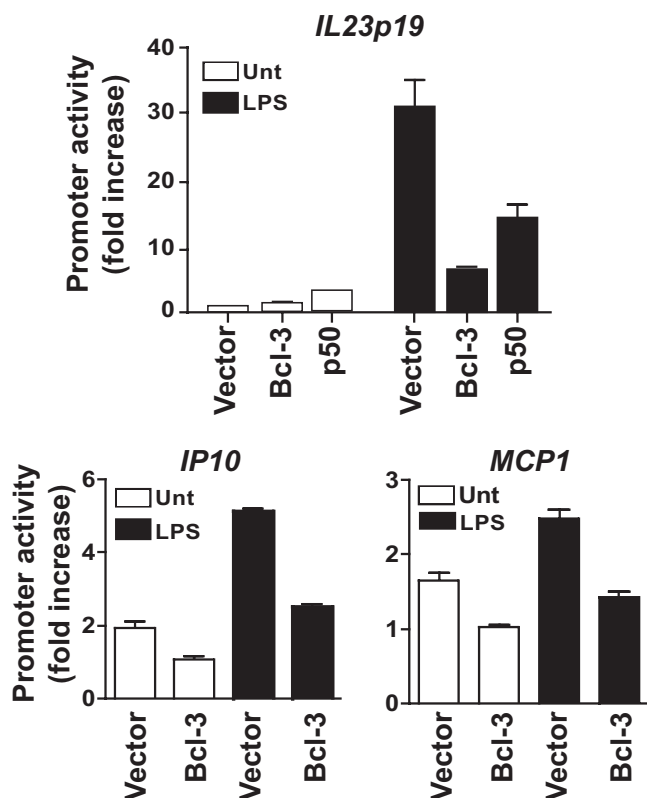 IL23p19
Promoter activity
(fold increase)
40
30
20
10
0
Unt
LPS
Vector
Bcl-3
p50
Vector
Bcl-3
p50
IP10
Promoter activity
(fold increase)
6
4
2
0
Unt
LPS
Vector
Bcl-3
Vector
Bcl-3
MCP1
3
2
1
0
Unt
LPS
Vector
Bcl-3
Vector
Bcl-3